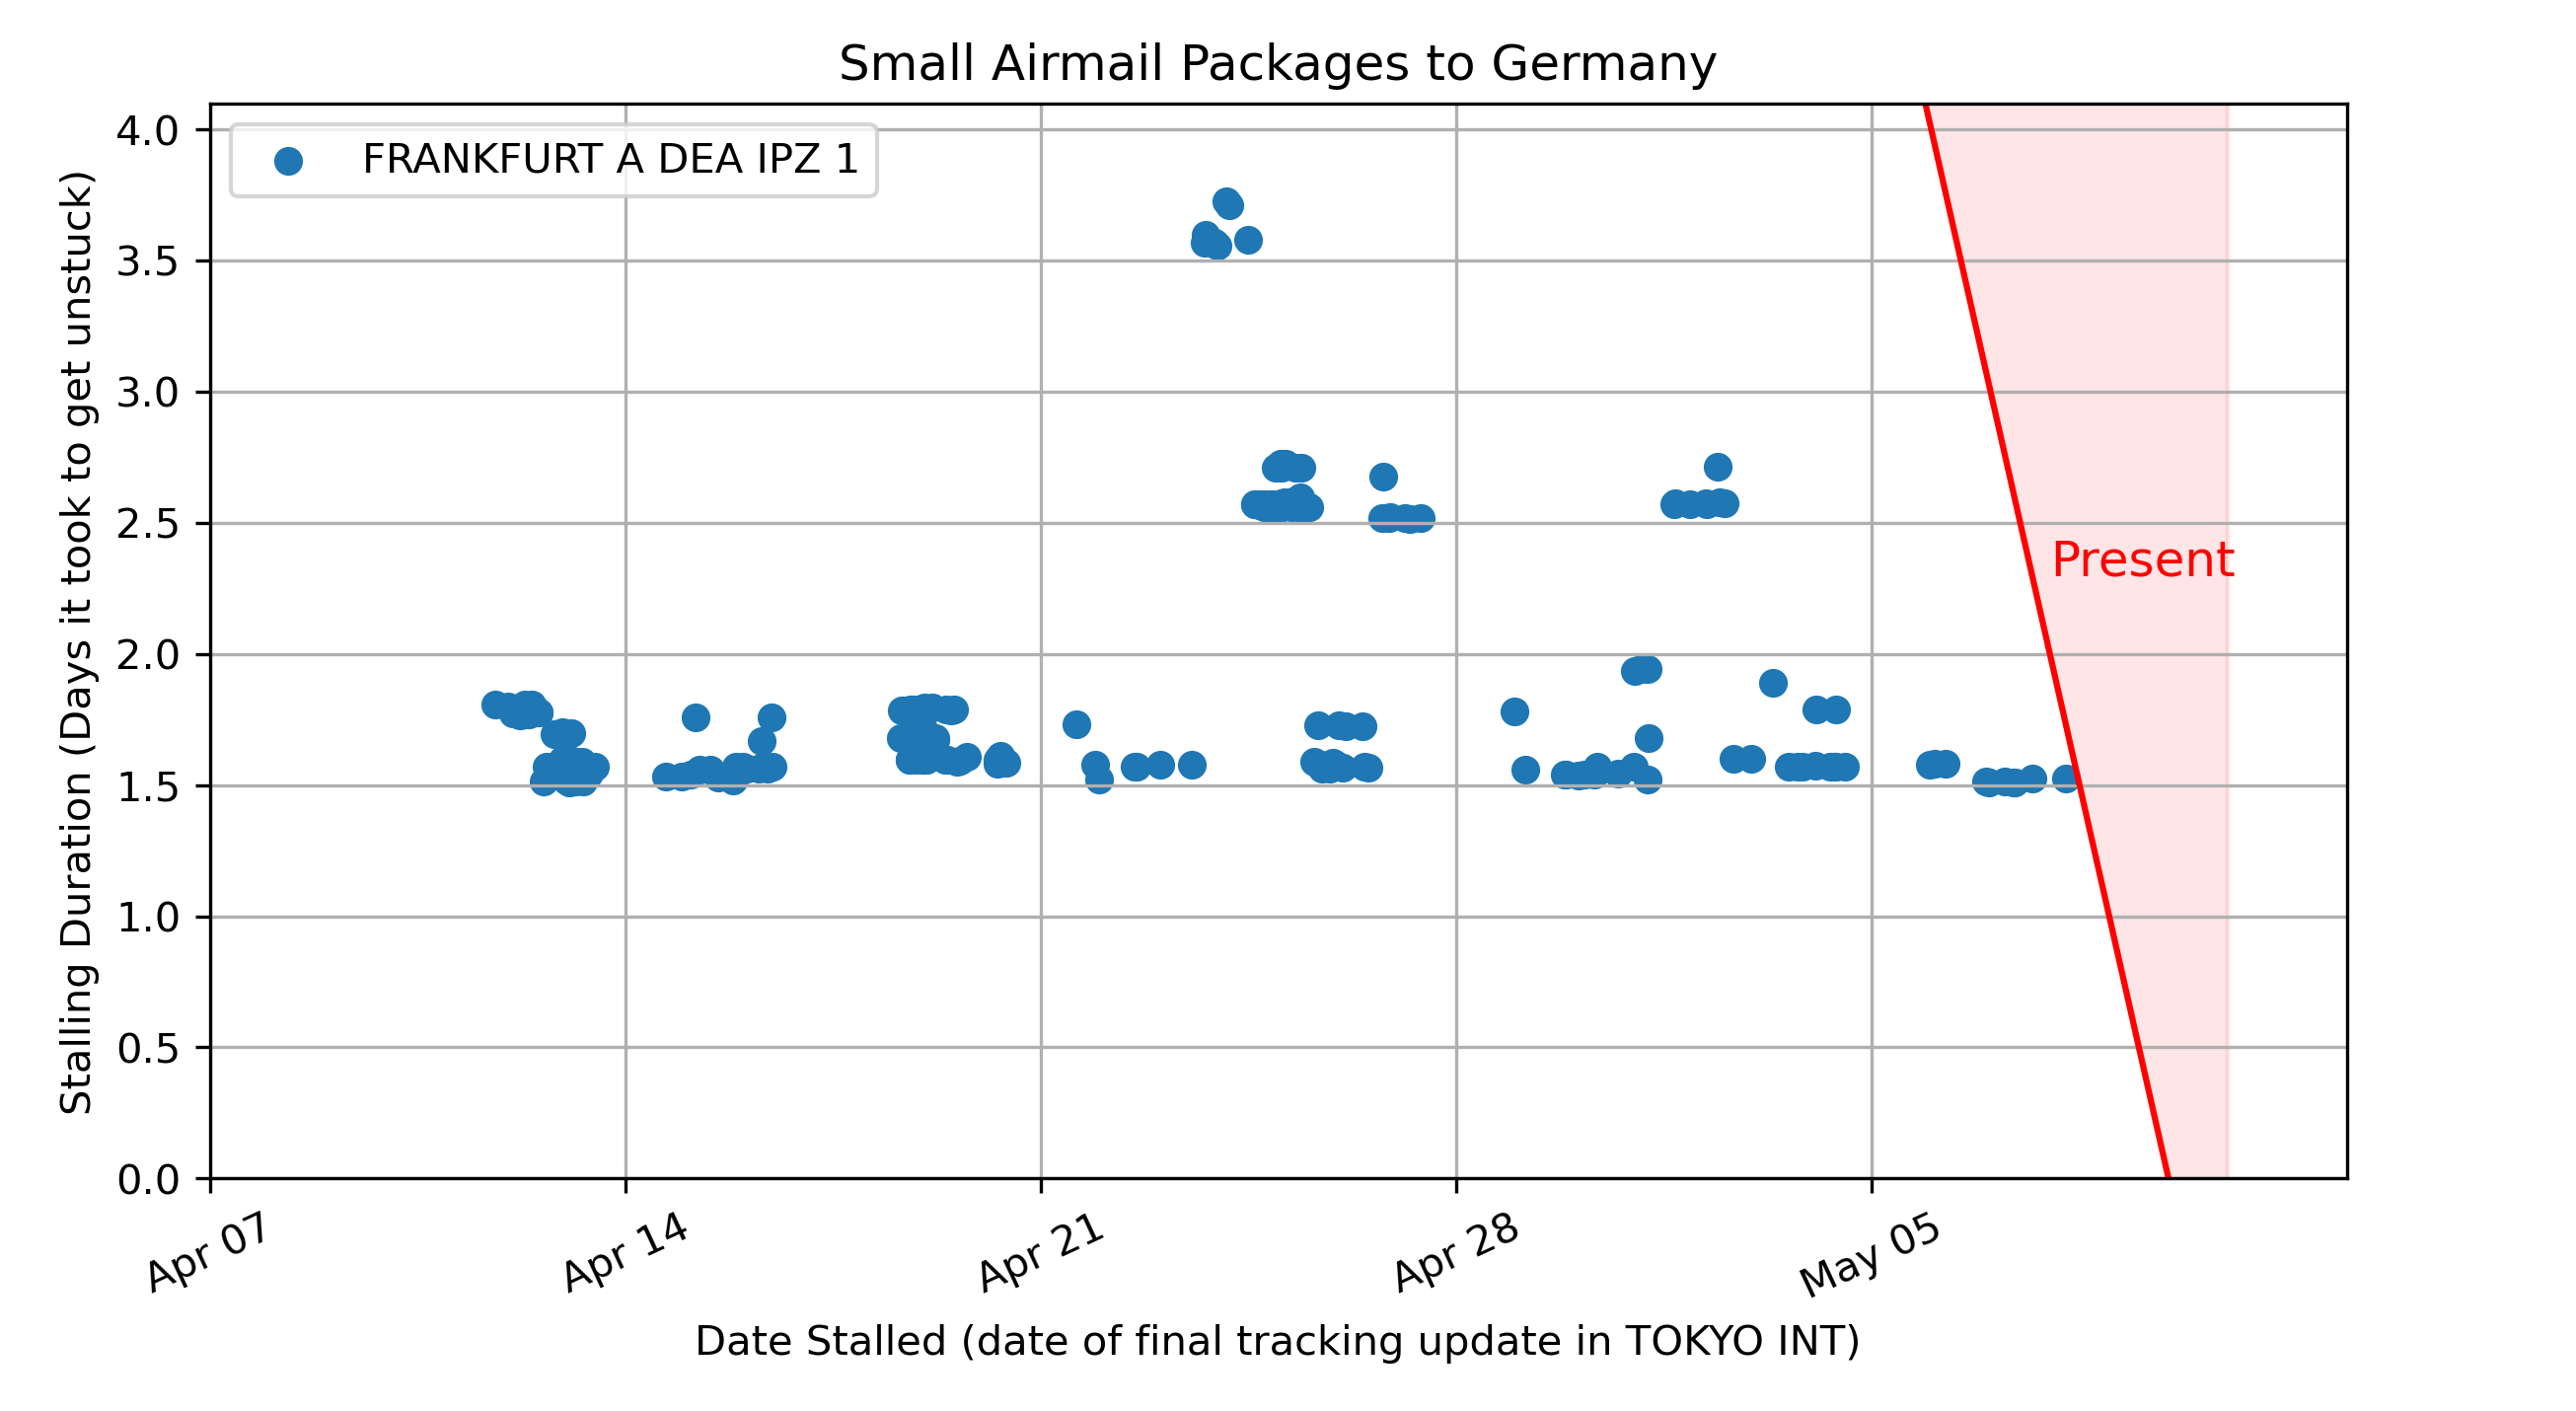 Small Airmail Packages to Germany
FRANKFURT A DEA IPZ 1
Stalling Duration (Days it took to get unstuck)
4.0
3.5
3.0
2.5
2.0
1.5
1.0
0.5
0.0
Present
Apr 07
Apr 14
Apr 21
Apr 28
May 05
Date Stalled (date of final tracking update in TOKYO INT)